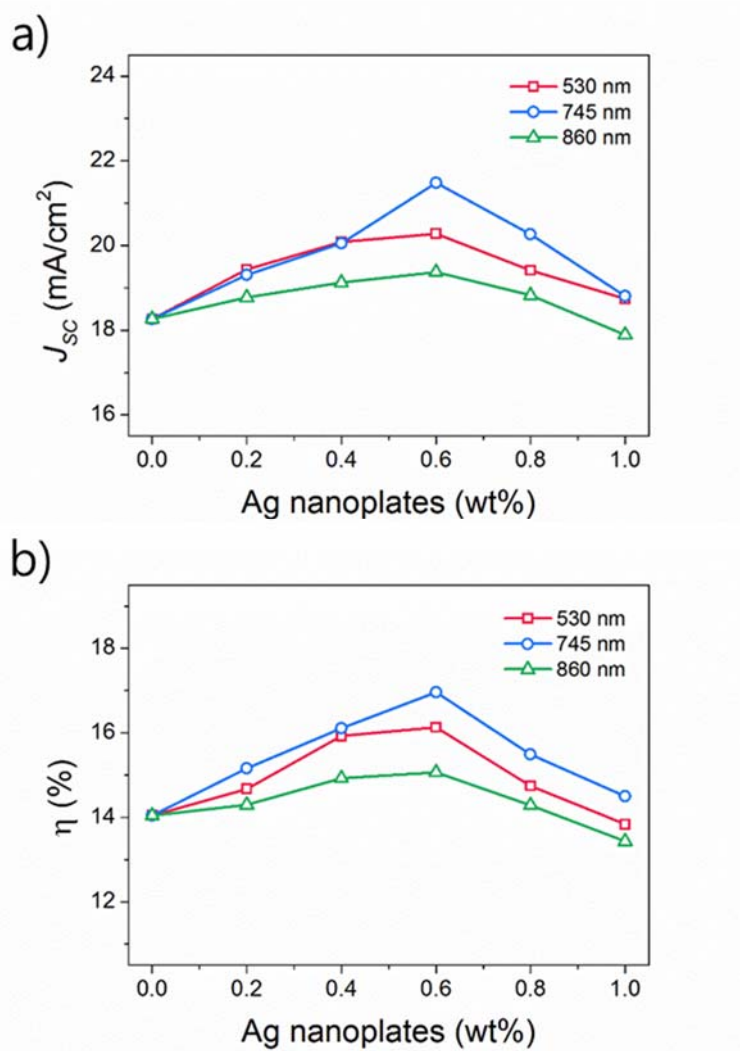 a)
24
22
20
18
16
J_SC (mA/cm²)
530 nm
745 nm
860 nm
0.0 0.2 0.4 0.6 0.8 1.0
Ag nanoplates (wt%)
b)
18
16
14
12
η (%)
530 nm
745 nm
860 nm
0.0 0.2 0.4 0.6 0.8 1.0
Ag nanoplates (wt%)